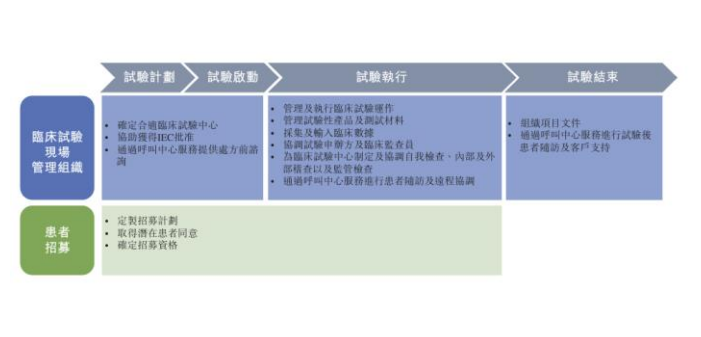 試驗計劃
試驗啟動
試驗執行
試驗結束
臨床試驗
現場
管理組織
• 確定合適臨床試驗中心
• 協助獲得IEC批准
• 通過呼叫中心服務提供處方前諮
詢
• 管理及執行臨床試驗運作
• 管理試驗性產品及測試材料
• 採集及輸入臨床數據
• 協調試驗申辦方及臨床監查員
• 為臨床試驗中心制定及協調自我檢查、內部及外
部稽查以及監管檢查
• 通過呼叫中心服務進行患者隨訪及遠程協調
• 組織項目文件
• 通過呼叫中心服務進行試驗後
患者隨訪及客戶支持
患者
招募
• 定製招募計劃
• 取得潛在患者同意
• 確定招募資格